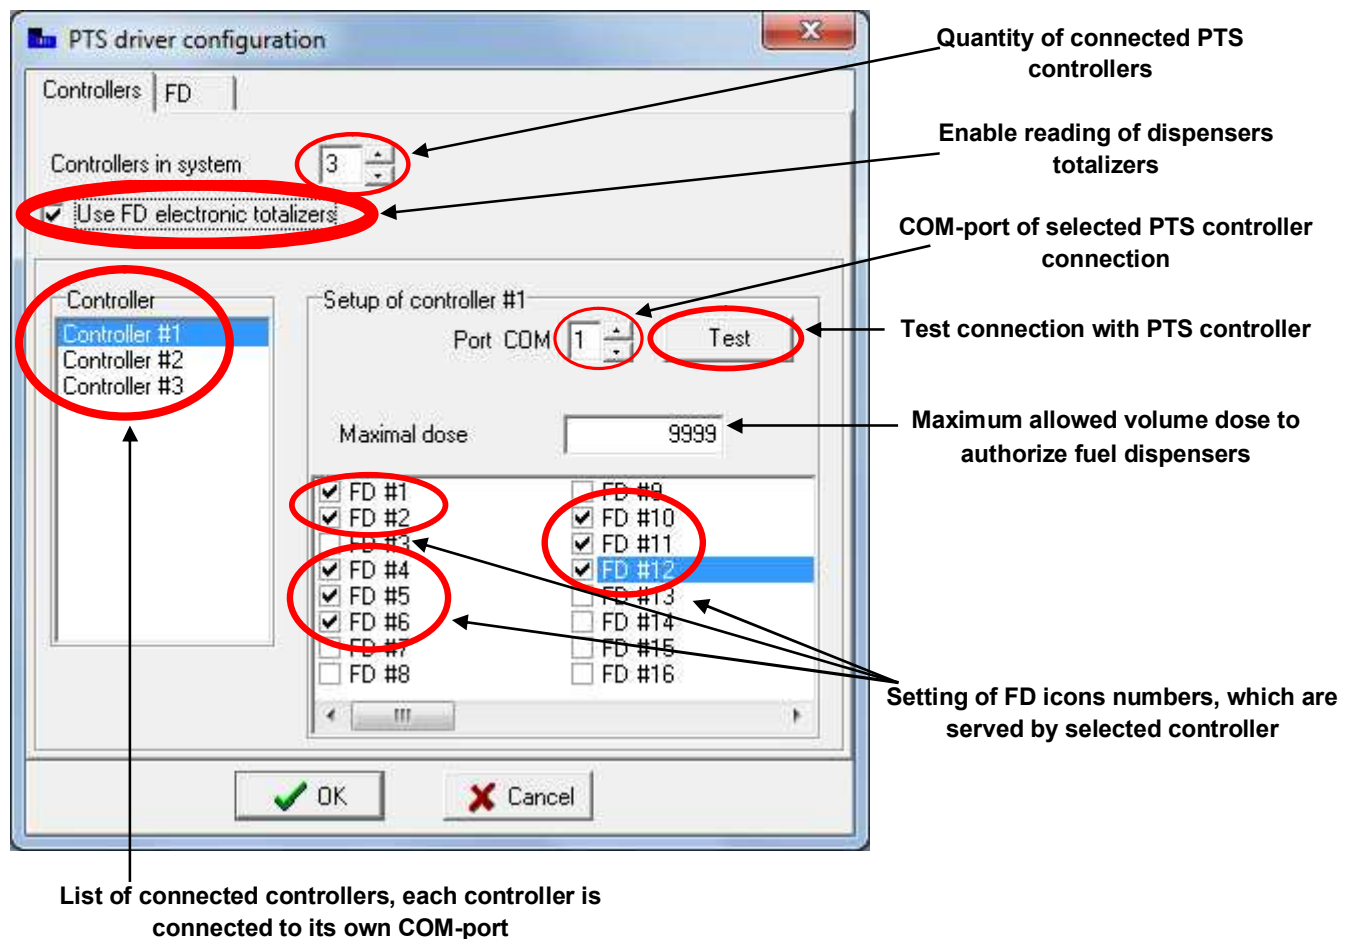 PTS driver configuration
Quantity of connected PTS
controllers
Controllers
FD
Enable reading of dispensers
totalizers
Controllers in system
3
Use FD electronic totalizers
COM-port of selected PTS controller
connection
Controller
Setup of controller #1
Controller #1
Controller #2
Controller #3
Port COM
1
Test
Test connection with PTS controller
Maximal dose
9999
Maximum allowed volume dose to
authorize fuel dispensers
FD #1
FD #2
FD #3
FD #4
FD #5
FD #6
FD #7
FD #8
FD #9
FD #10
FD #11
FD #12
FD #13
FD #14
FD #15
FD #16
Setting of FD icons numbers, which are
served by selected controller
OK
Cancel
List of connected controllers, each controller is
connected to its own COM-port